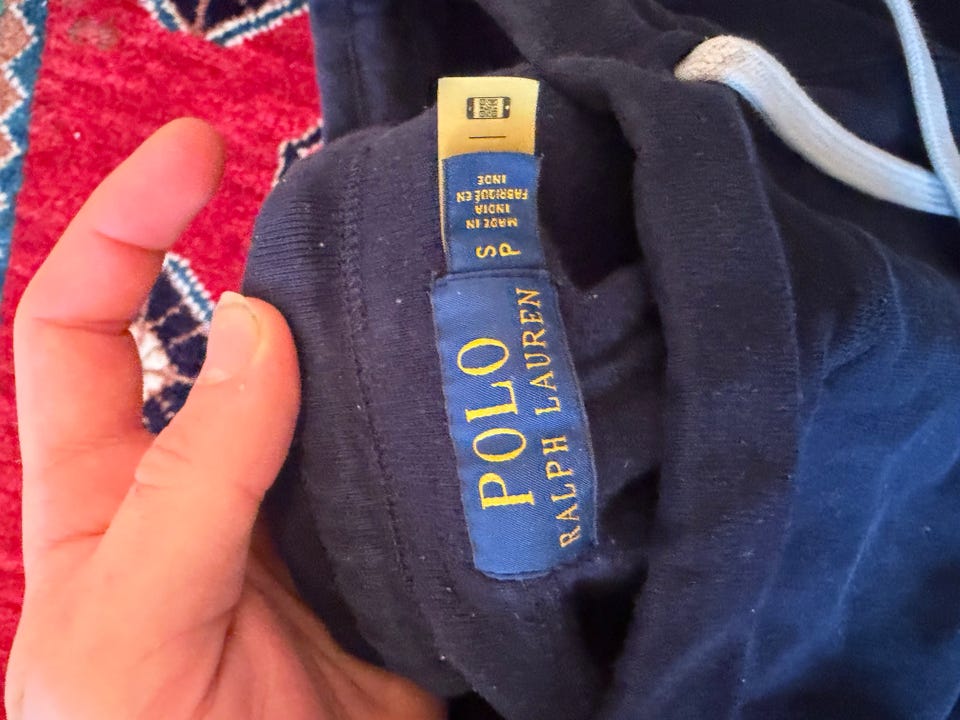 POLO
RALPH LAUREN
S
P
MADE IN
INDIA
FABRIQUÉ EN
INDE